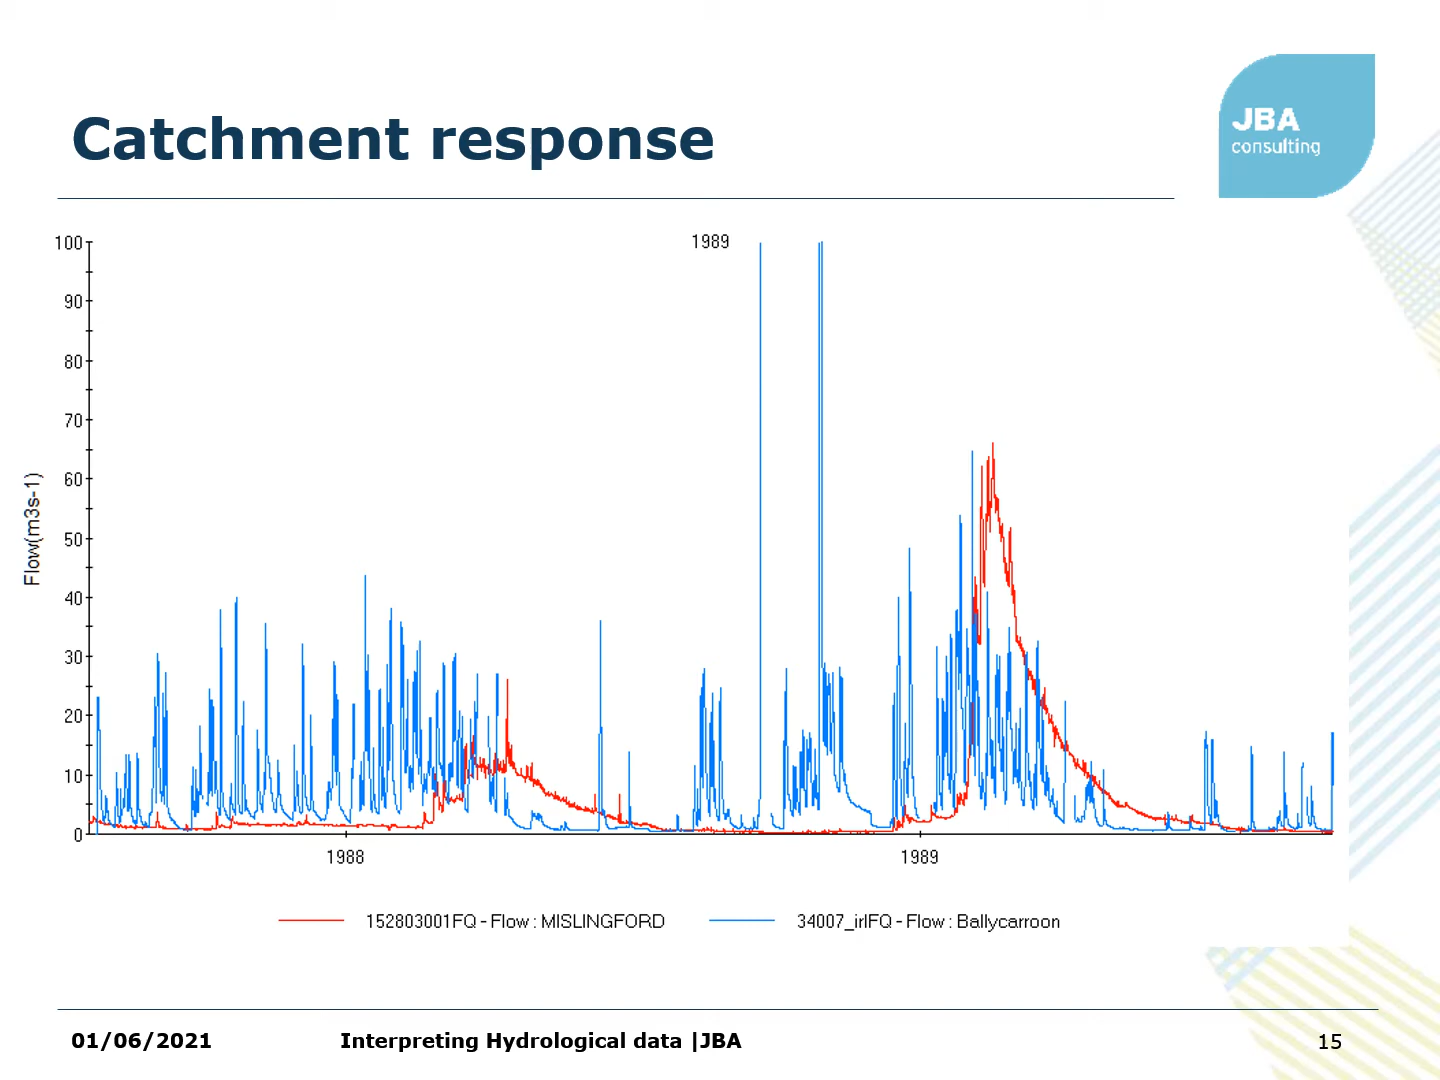 JBA
consulting
Catchment response
1989
100
90
80
70
60
50
40
30
20
10
0
Flow(m3s-1)
1988
1989
152803001FQ - Flow : MISLINGFORD
34007_irlFQ - Flow : Ballycarroon
01/06/2021
Interpreting Hydrological data |JBA
15